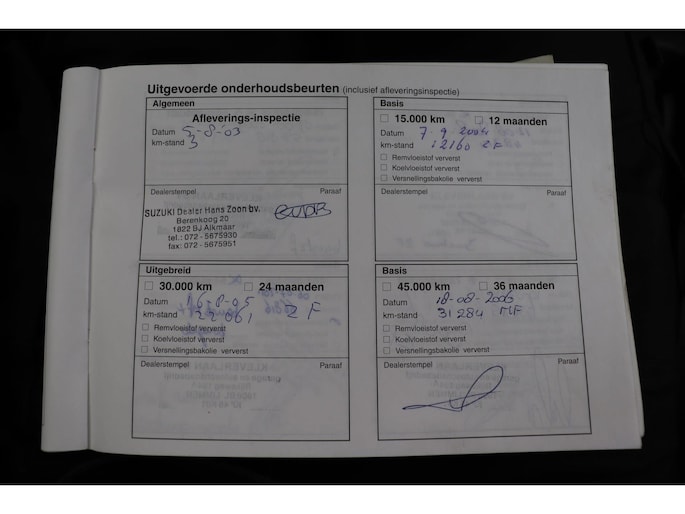 Uitgevoerde onderhoudsbeurten (inclusief afleveringsinspectie)
Algemeen
Afleverings-inspectie
Datum 5-8-'03
km-stand 3
Dealerstempel Paraaf
SUZUKI Dealer Hans Zoon bv.
Berenkoog 20
1822 BJ Alkmaar
tel.: 072 - 5675930
fax: 072 - 5675951
Basis
15.000 km 12 maanden
Datum 7-9-2004
km-stand 12160 ZF
Remvloeistof ververst
Koelvloeistof ververst
Versnellingsbakolie ververst
Dealerstempel Paraaf
Uitgebreid
30.000 km 24 maanden
Datum 16-8-05
km-stand 22861 ZF
Remvloeistof ververst
Koelvloeistof ververst
Versnellingsbakolie ververst
Dealerstempel Paraaf
Basis
45.000 km 36 maanden
Datum 18-08-2006
km-stand 31284 MF
Remvloeistof ververst
Koelvloeistof ververst
Versnellingsbakolie ververst
Dealerstempel Paraaf